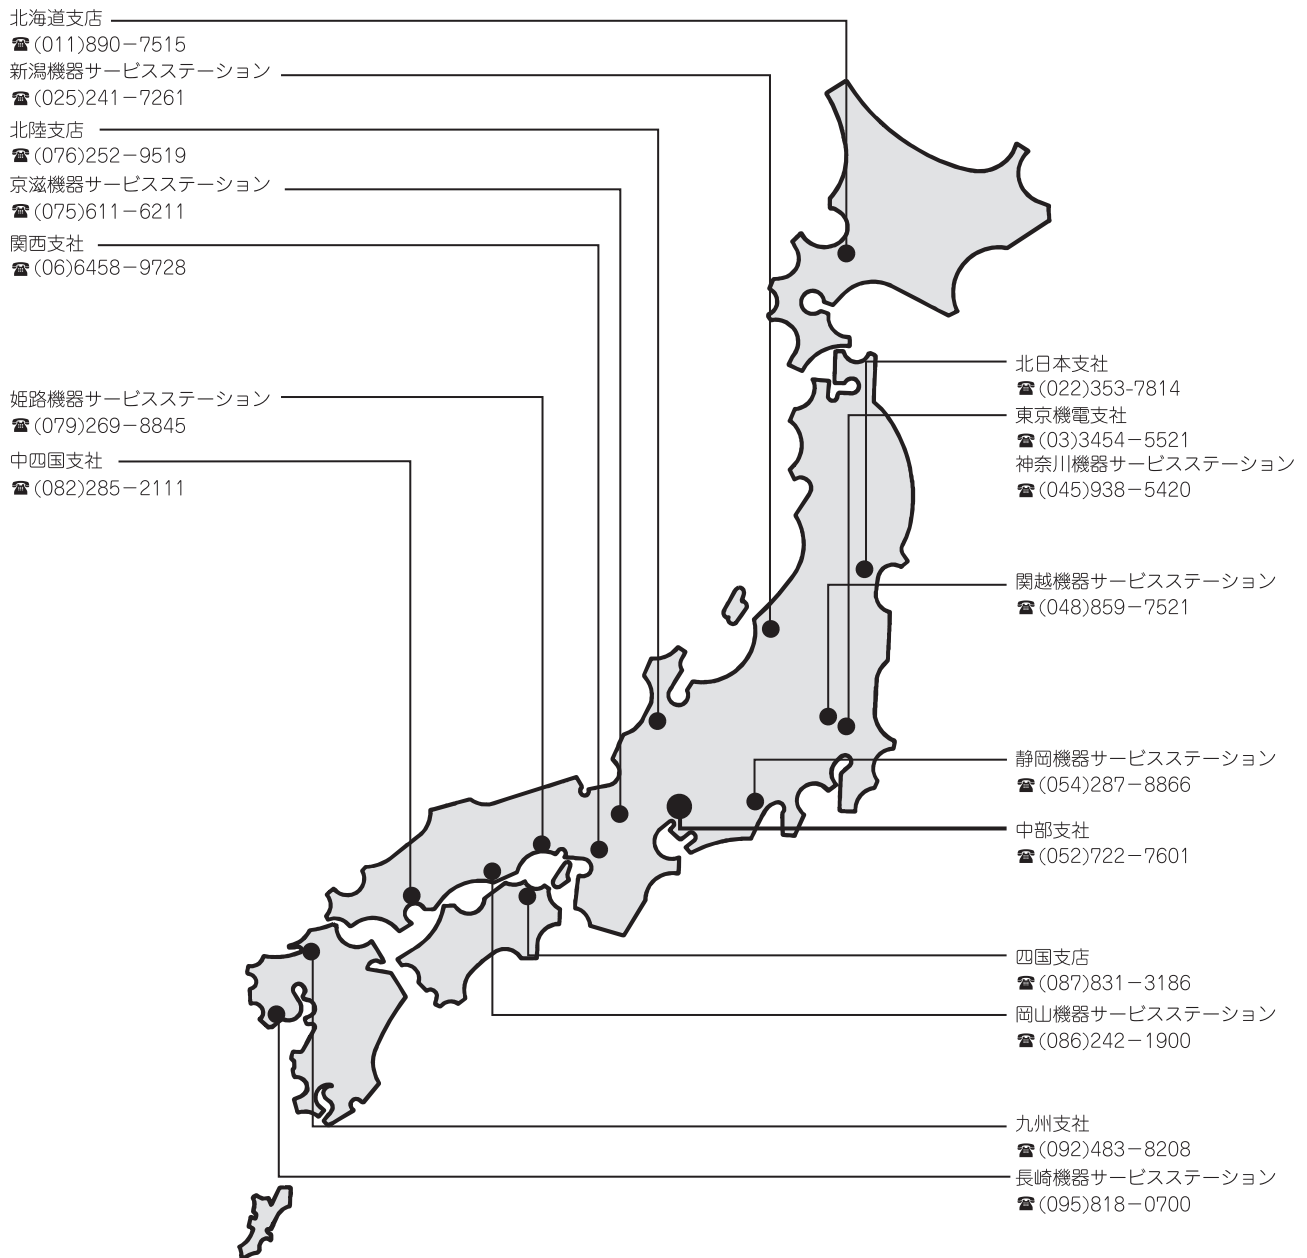 北海道支店
☎(011)890−7515
新潟機器サービスステーション
☎(025)241−7261
北陸支店
☎(076)252−9519
京滋機器サービスステーション
☎(075)611−6211
関西支社
☎(06)6458−9728
姫路機器サービスステーション
☎(079)269−8845
中四国支社
☎(082)285−2111
北日本支社
☎(022)353-7814
東京機電支社
☎(03)3454−5521
神奈川機器サービスステーション
☎(045)938−5420
関越機器サービスステーション
☎(048)859−7521
静岡機器サービスステーション
☎(054)287−8866
中部支社
☎(052)722−7601
四国支店
☎(087)831−3186
岡山機器サービスステーション
☎(086)242−1900
九州支社
☎(092)483−8208
長崎機器サービスステーション
☎(095)818−0700